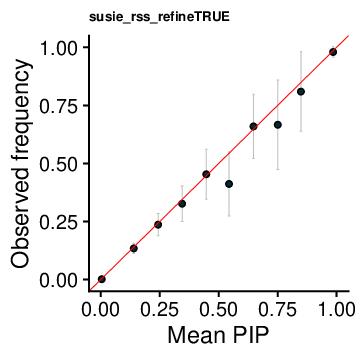 susie_rss_refineTRUE
Observed frequency
1.00
0.75
0.50
0.25
0.00
0.00 0.25 0.50 0.75 1.00
Mean PIP